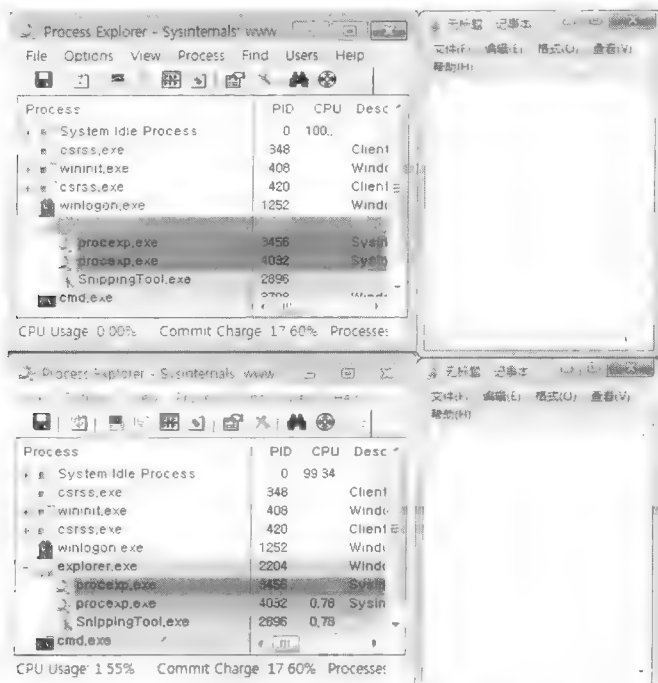 Process Explorer - Sysinternals: www
File Options View Process Find Users Help
Process PID CPU Desc
System Idle Process 0 100..
csrss.exe 348 Client
wininit.exe 408 Windo
csrss.exe 420 Client
winlogon.exe 1252 Windo
procexp.exe 3456 Sysin
procexp.exe 4032 Sysin
SnippingTool.exe 2896
cmd.exe
CPU Usage: 0.00% Commit Charge: 17.60% Processes
无标题 - 记事本
文件(F) 编辑(E) 格式(O) 查看(V)
帮助(H)
Process Explorer - Sysinternals: www
Process PID CPU Desc
System Idle Process 0 99.34
csrss.exe 348 Client
wininit.exe 408 Windo
csrss.exe 420 Client
winlogon.exe 1252 Windo
explorer.exe 2204 Windo
procexp.exe 3456 Sysin
procexp.exe 4032 0.78 Sysin
SnippingTool.exe 2896 0.78
cmd.exe
CPU Usage: 1.55% Commit Charge: 17.60% Processes
无标题 - 记事本
文件(F) 编辑(E) 格式(O) 查看(V)
帮助(H)